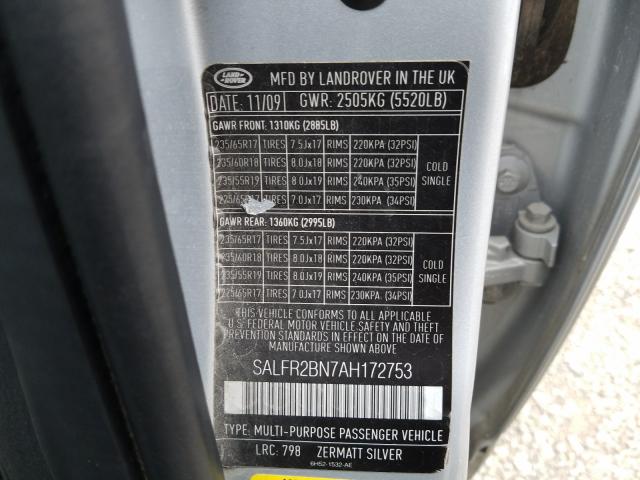 LAND ROVER
MFD BY LANDROVER IN THE UK
DATE: 11/09 GWR: 2505KG (5520LB)
GAWR FRONT: 1310KG (2885LB)
235/65R17 TIRES 7.5Jx17 RIMS 220KPA (32PSI)
235/60R18 TIRES 8.0Jx18 RIMS 220KPA (32PSI)
235/55R19 TIRES 8.0Jx19 RIMS 240KPA (35PSI)
225/65R17 TIRES 7.0Jx17 RIMS 230KPA (34PSI)
COLD
SINGLE
GAWR REAR: 1360KG (2995LB)
235/65R17 TIRES 7.5Jx17 RIMS 220KPA (32PSI)
235/60R18 TIRES 8.0Jx18 RIMS 220KPA (32PSI)
235/55R19 TIRES 8.0Jx19 RIMS 240KPA (35PSI)
225/65R17 TIRES 7.0Jx17 RIMS 230KPA (34PSI)
COLD
SINGLE
THIS VEHICLE CONFORMS TO ALL APPLICABLE
U.S. FEDERAL MOTOR VEHICLE SAFETY AND THEFT
PREVENTION STANDARDS IN EFFECT ON THE DATE OF
MANUFACTURE SHOWN ABOVE.
SALFR2BN7AH172753
TYPE: MULTI-PURPOSE PASSENGER VEHICLE
LRC: 798 ZERMATT SILVER
6H52-1532-AE